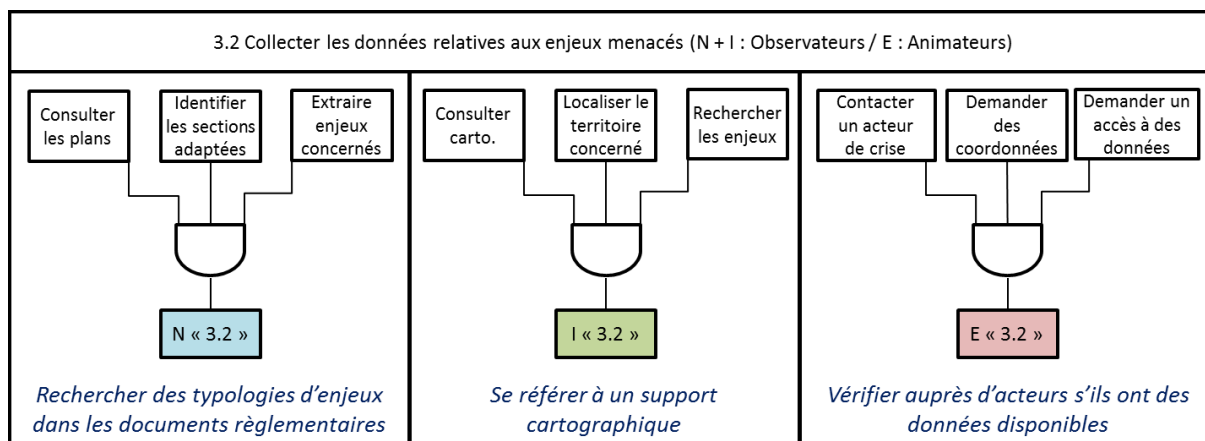 3.2 Collecter les données relatives aux enjeux menacés (N + I : Observateurs / E : Animateurs)
Consulter
les plans
Identifier
les sections
adaptées
Extraire
enjeux
concernés
N « 3.2 »
Rechercher des typologies d’enjeux
dans les documents règlementaires
Consulter
carto.
Localiser le
territoire
concerné
Rechercher
les enjeux
I « 3.2 »
Se référer à un support
cartographique
Contacter
un acteur
de crise
Demander
des
coordonnées
Demander un
accès à des
données
E « 3.2 »
Vérifier auprès d’acteurs s’ils ont des
données disponibles